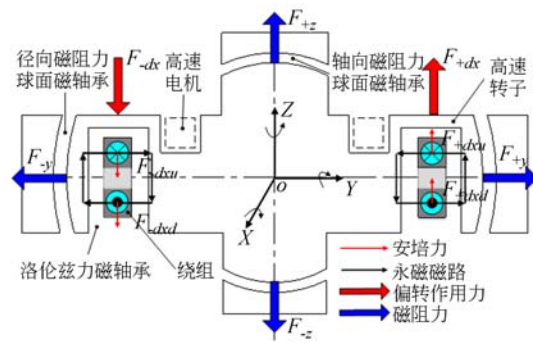 F+z
径向磁阻力
球面磁轴承
F-dx
高速
电机
轴向磁阻力
球面磁轴承
F+dx
高速
转子
Z
F-y
F-dxu
F+dxu
F+y
o
Y
F-dxd
F+dxd
X
洛伦兹力磁轴承
绕组
安培力
永磁磁路
偏转作用力
磁阻力
F-z